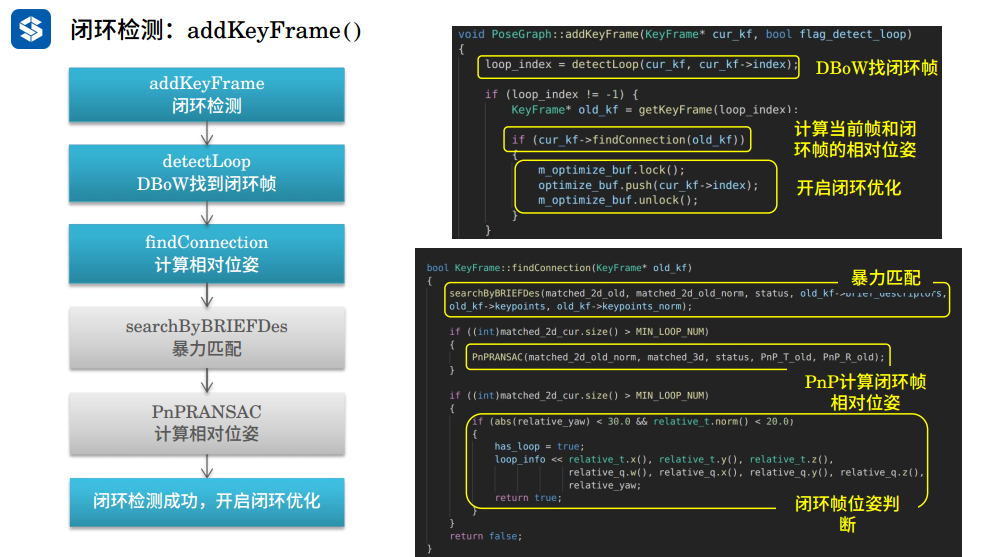 闭环检测：addKeyFrame()
addKeyFrame
闭环检测
detectLoop
DBoW找到闭环帧
findConnection
计算相对位姿
searchByBRIEFDes
暴力匹配
PnPRANSAC
计算相对位姿
闭环检测成功，开启闭环优化
void PoseGraph::addKeyFrame(KeyFrame* cur_kf, bool flag_detect_loop)
{
loop_index = detectLoop(cur_kf, cur_kf->index);
DBoW找闭环帧
if (loop_index != -1) {
KeyFrame* old_kf = getKeyFrame(loop_index);
计算当前帧和闭
环帧的相对位姿
if (cur_kf->findConnection(old_kf))
{
m_optimize_buf.lock();
optimize_buf.push(cur_kf->index);
m_optimize_buf.unlock();
开启闭环优化
}
}
bool KeyFrame::findConnection(KeyFrame* old_kf)
{
暴力匹配
searchByBRIEFDes(matched_2d_old, matched_2d_old_norm, status, old_kf->brief_descriptors,
old_kf->keypoints, old_kf->keypoints_norm);
if ((int)matched_2d_cur.size() > MIN_LOOP_NUM)
{
PnPRANSAC(matched_2d_old_norm, matched_3d, status, PnP_T_old, PnP_R_old);
}
PnP计算闭环帧
相对位姿
if ((int)matched_2d_cur.size() > MIN_LOOP_NUM)
{
if (abs(relative_yaw) < 30.0 && relative_t.norm() < 20.0)
{
has_loop = true;
loop_info << relative_t.x(), relative_t.y(), relative_t.z(),
relative_q.w(), relative_q.x(), relative_q.y(), relative_q.z(),
relative_yaw;
return true;
}
闭环帧位姿判
断
}
return false;
}